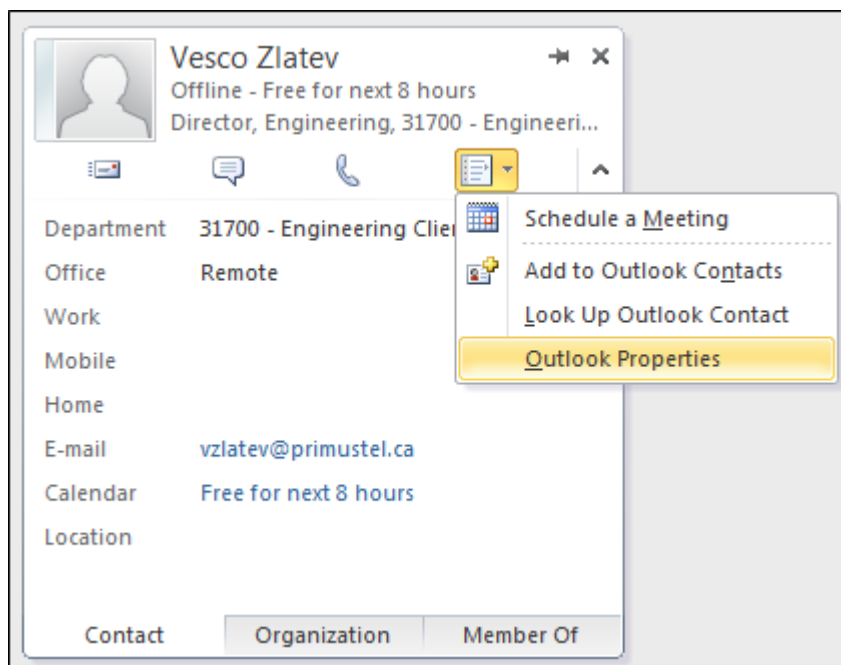 Vesco Zlatev
Offline - Free for next 8 hours
Director, Engineering, 31700 - Engineeri...
Department 31700 - Engineering Clien
Office Remote
Work
Mobile
Home
E-mail vzlatev@primustel.ca
Calendar Free for next 8 hours
Location
Schedule a Meeting
Add to Outlook Contacts
Look Up Outlook Contact
Outlook Properties
Contact Organization Member Of